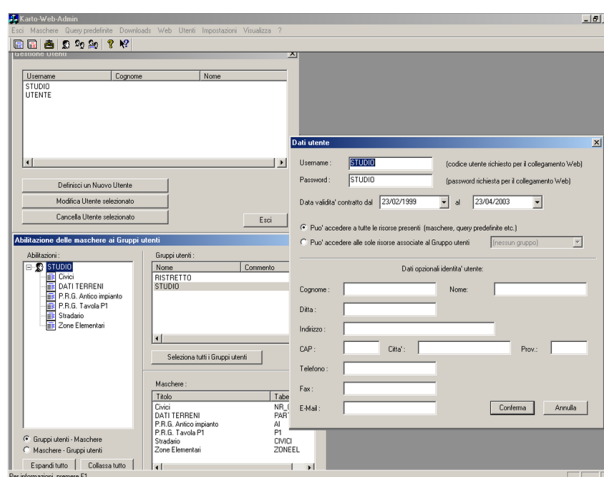 Karto-Web-Admin
Esci Maschere Query predefinite Downloads Web Utenti Impostazioni Visualizza ?
Gestione Utenti
Username Cognome Nome
STUDIO
UTENTE
Definisci un Nuovo Utente
Modifica Utente selezionato
Cancella Utente selezionato
Esci
Abilitazione delle maschere ai Gruppi utenti
Abilitazioni :
STUDIO
Civici
DATI TERRENI
P.R.G. Antico impianto
P.R.G. Tavola P1
Stradario
Zone Elementari
Gruppi utenti - Maschere
Maschere - Gruppi utenti
Espandi tutto Collassa tutto
Gruppi utenti :
Nome Commento
RISTRETTO
STUDIO
Seleziona tutti i Gruppi utenti
Maschere :
Titolo Tabe
Civici NR_
DATI TERRENI PART
P.R.G. Antico impianto AI
P.R.G. Tavola P1 P1
Stradario CIVICI
Zone Elementari ZONEEL
Dati utente
Username : STUDIO (codice utente richiesto per il collegamento Web)
Password : STUDIO (password richiesta per il collegamento Web)
Data validita' contratto dal 23/02/1999 al 23/04/2003
Puo' accedere a tutte le risorse presenti (maschere, query predefinite etc.)
Puo' accedere alle sole risorse associate al Gruppo utenti (nessun gruppo)
Dati opzionali identita' utente:
Cognome : Nome:
Ditta :
Indirizzo :
CAP : Citta' : Prov.:
Telefono :
Fax :
E-Mail :
Conferma Annulla
Per informazioni, premere F1